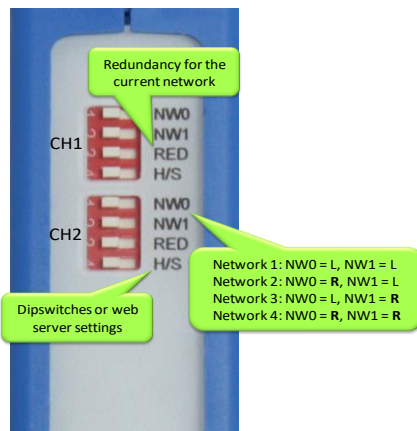 Redundancy for the
current network
CH1
NW0
NW1
RED
H/S
CH2
NW0
NW1
RED
H/S
Network 1: NW0 = L, NW1 = L
Network 2: NW0 = R, NW1 = L
Network 3: NW0 = L, NW1 = R
Network 4: NW0 = R, NW1 = R
Dipswitches or web
server settings